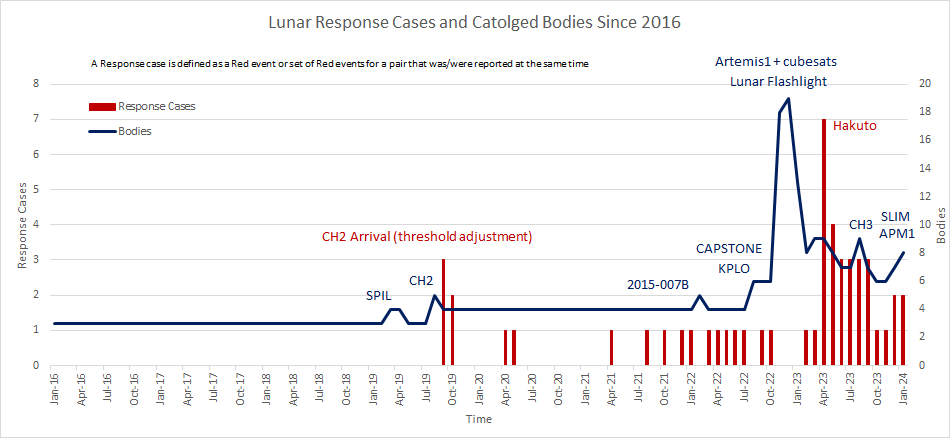 Lunar Response Cases and Catolged Bodies Since 2016
A Response case is defined as a Red event or set of Red events for a pair that was/were reported at the same time
Response Cases
Bodies
Artemis1 + cubesats
Lunar Flashlight
Hakuto
CH2 Arrival (threshold adjustment)
SPIL
CH2
2015-007B
CAPSTONE
KPLO
CH3
SLIM
APM1
Response Cases
8
7
6
5
4
3
2
1
0
Bodies
20
18
16
14
12
10
8
6
4
2
0
Jan-16
Apr-16
Jul-16
Oct-16
Jan-17
Apr-17
Jul-17
Oct-17
Jan-18
Apr-18
Jul-18
Oct-18
Jan-19
Apr-19
Jul-19
Oct-19
Jan-20
Apr-20
Jul-20
Oct-20
Jan-21
Apr-21
Jul-21
Oct-21
Jan-22
Apr-22
Jul-22
Oct-22
Jan-23
Apr-23
Jul-23
Oct-23
Jan-24
Time